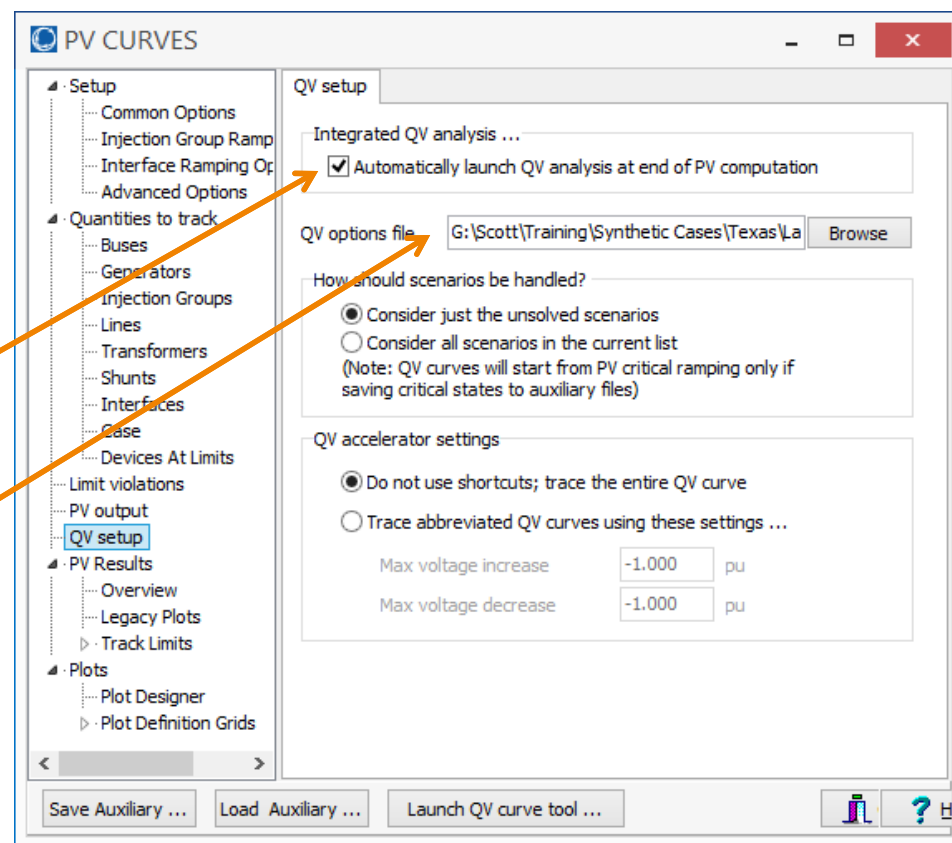 PV CURVES
Setup
Common Options
Injection Group Ramp
Interface Ramping Op
Advanced Options
Quantities to track
Buses
Generators
Injection Groups
Lines
Transformers
Shunts
Interfaces
Case
Devices At Limits
Limit violations
PV output
QV setup
PV Results
Overview
Legacy Plots
Track Limits
Plots
Plot Designer
Plot Definition Grids
QV setup
Integrated QV analysis ...
Automatically launch QV analysis at end of PV computation
QV options file G:\Scott\Training\Synthetic Cases\Texas\La Browse
How should scenarios be handled?
Consider just the unsolved scenarios
Consider all scenarios in the current list
(Note: QV curves will start from PV critical ramping only if
saving critical states to auxiliary files)
QV accelerator settings
Do not use shortcuts; trace the entire QV curve
Trace abbreviated QV curves using these settings ...
Max voltage increase -1.000 pu
Max voltage decrease -1.000 pu
Save Auxiliary ... Load Auxiliary ... Launch QV curve tool ... ? H